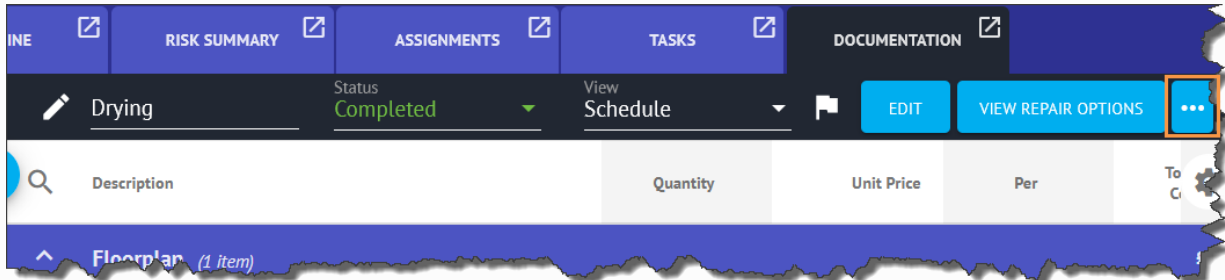 INE RISK SUMMARY ASSIGNMENTS TASKS DOCUMENTATION
Status View
Drying Completed Schedule EDIT VIEW REPAIR OPTIONS ...
Description Quantity Unit Price Per To
C
Floorplan (1 item)